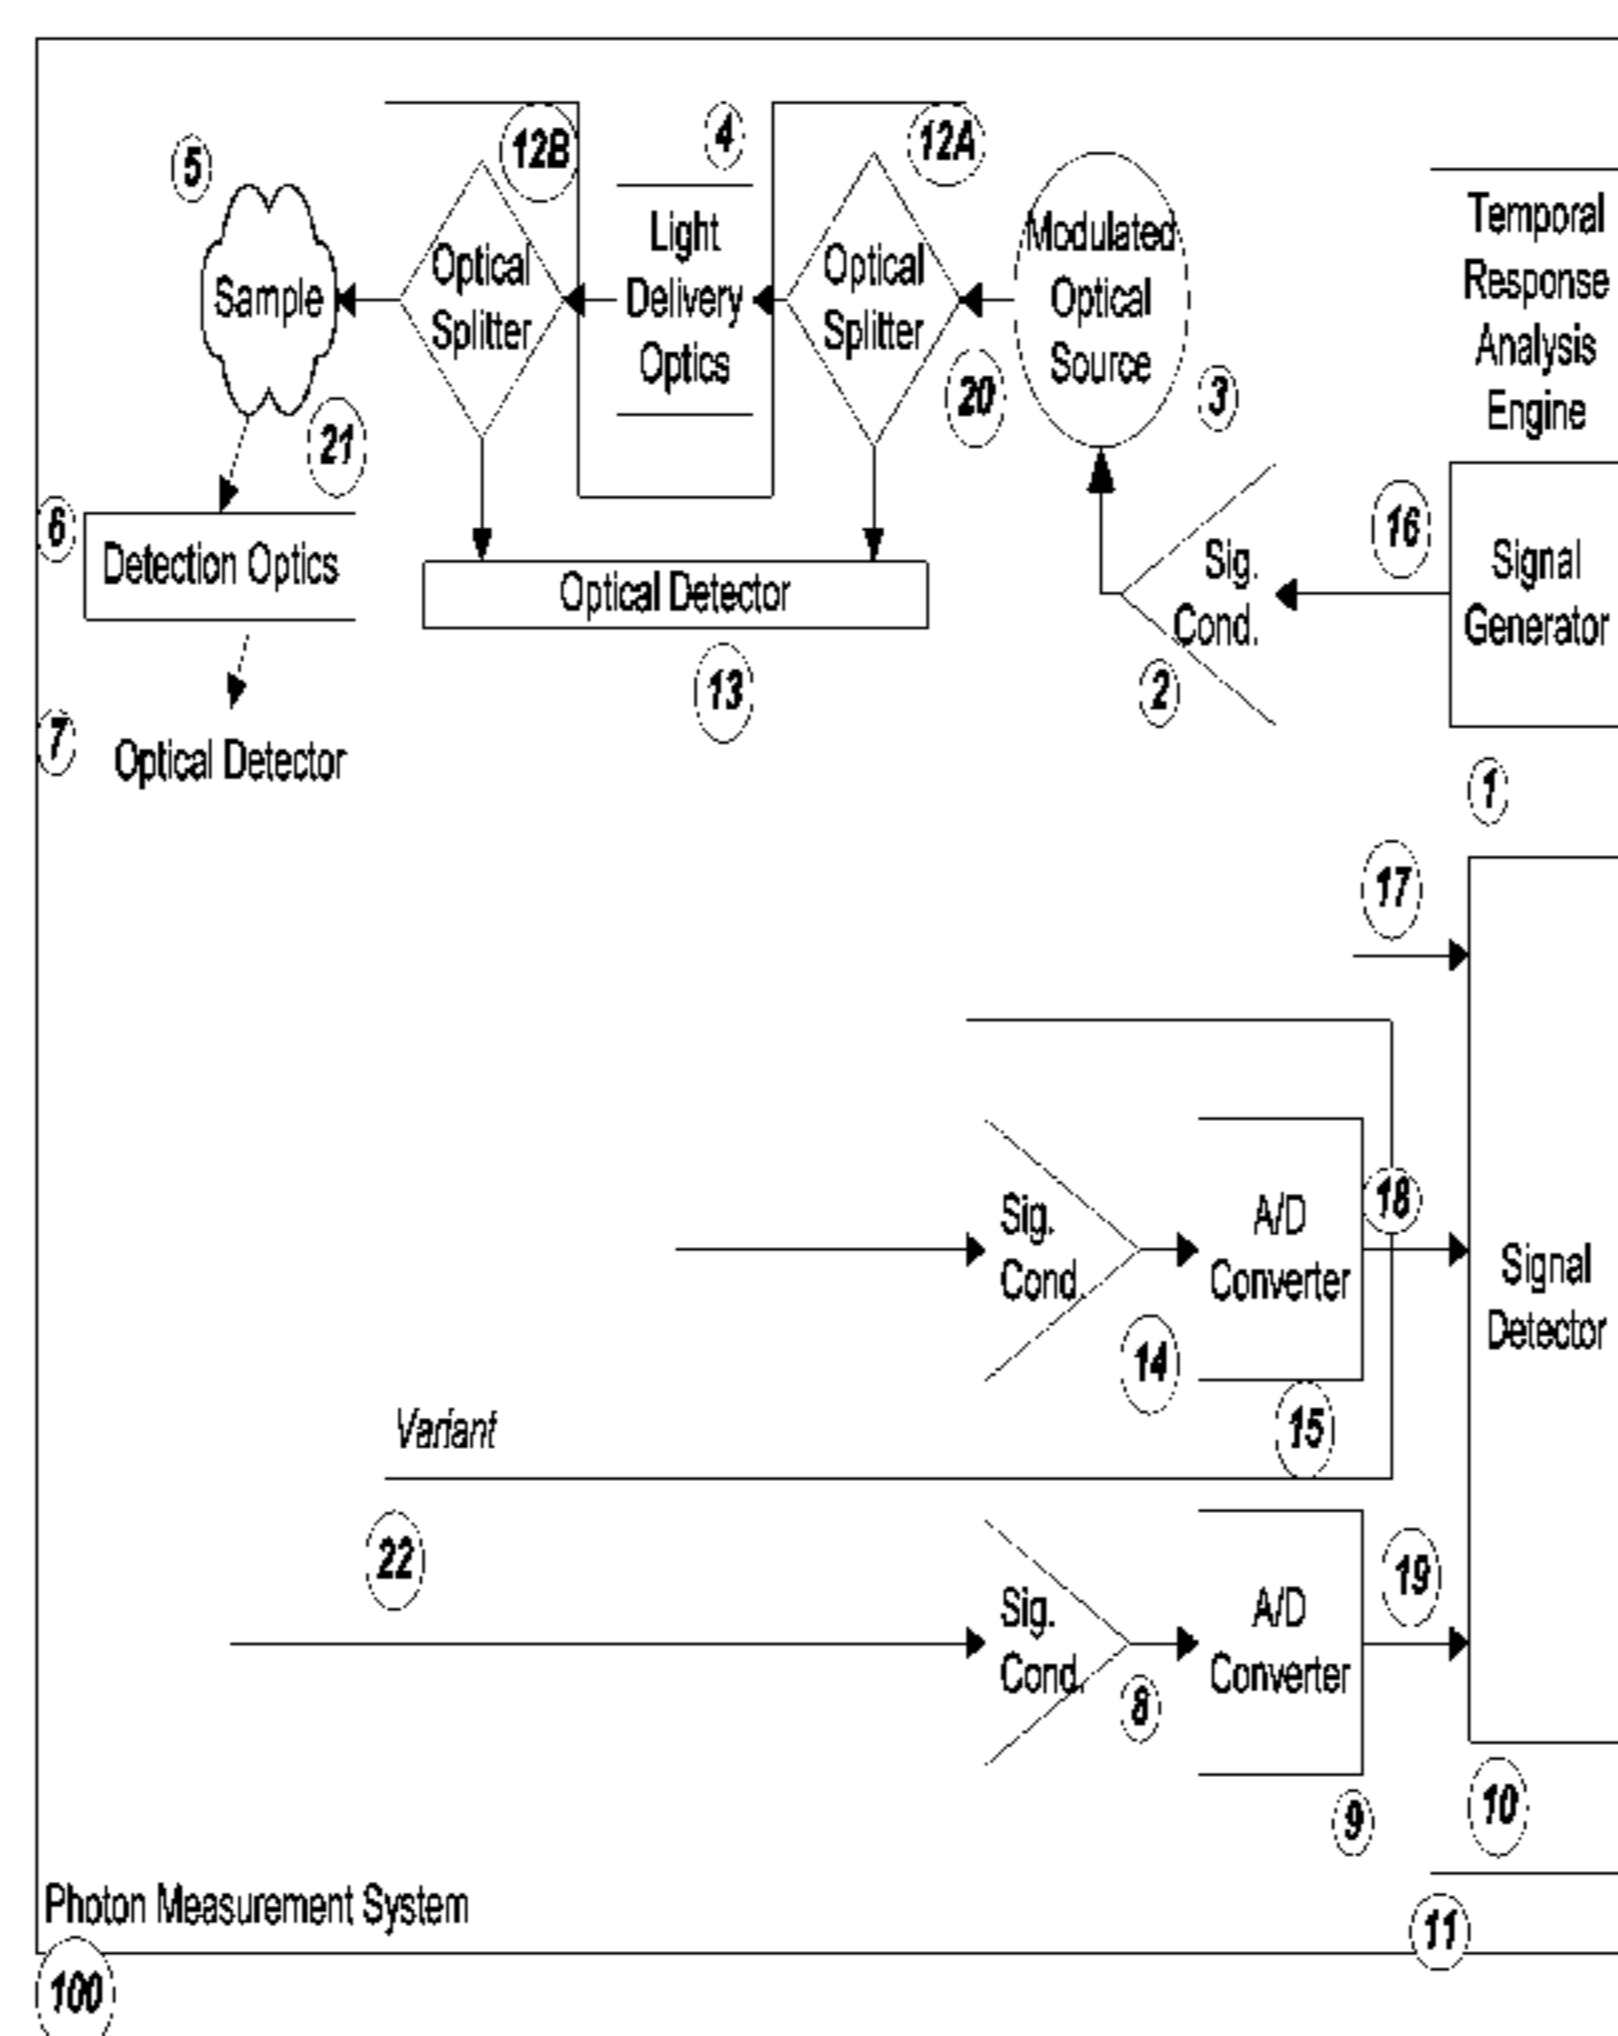 12B
4
12A
5
Temporal
Response
Analysis
Engine
Light
Delivery
Optics
Optical
Splitter
Optical
Splitter
Modulated
Optical
Source
Sample
20
3
21
6
Detection Optics
Optical Detector
Sig.
Cond.
16
Signal
Generator
2
13
7
Optical Detector
1
17
Sig.
Cond.
A/D
Converter
18
Signal
Detector
14
15
Variant
22
Sig.
Cond.
A/D
Converter
19
8
9
10
Photon Measurement System
11
100